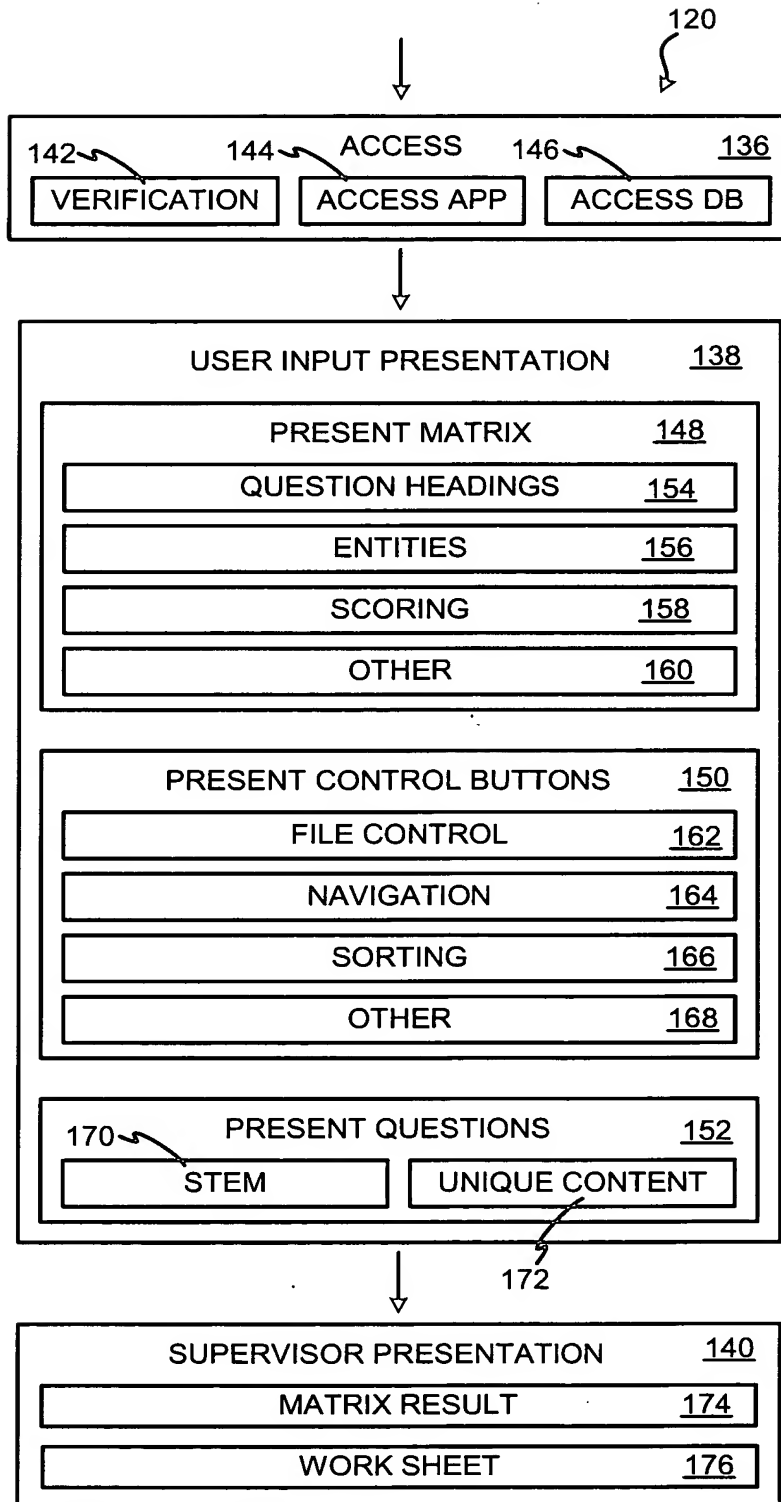 120
ACCESS 136
142 144 146
VERIFICATION ACCESS APP ACCESS DB
USER INPUT PRESENTATION 138
PRESENT MATRIX 148
QUESTION HEADINGS 154
ENTITIES 156
SCORING 158
OTHER 160
PRESENT CONTROL BUTTONS 150
FILE CONTROL 162
NAVIGATION 164
SORTING 166
OTHER 168
170 PRESENT QUESTIONS 152
STEM UNIQUE CONTENT
172
SUPERVISOR PRESENTATION 140
MATRIX RESULT 174
WORK SHEET 176